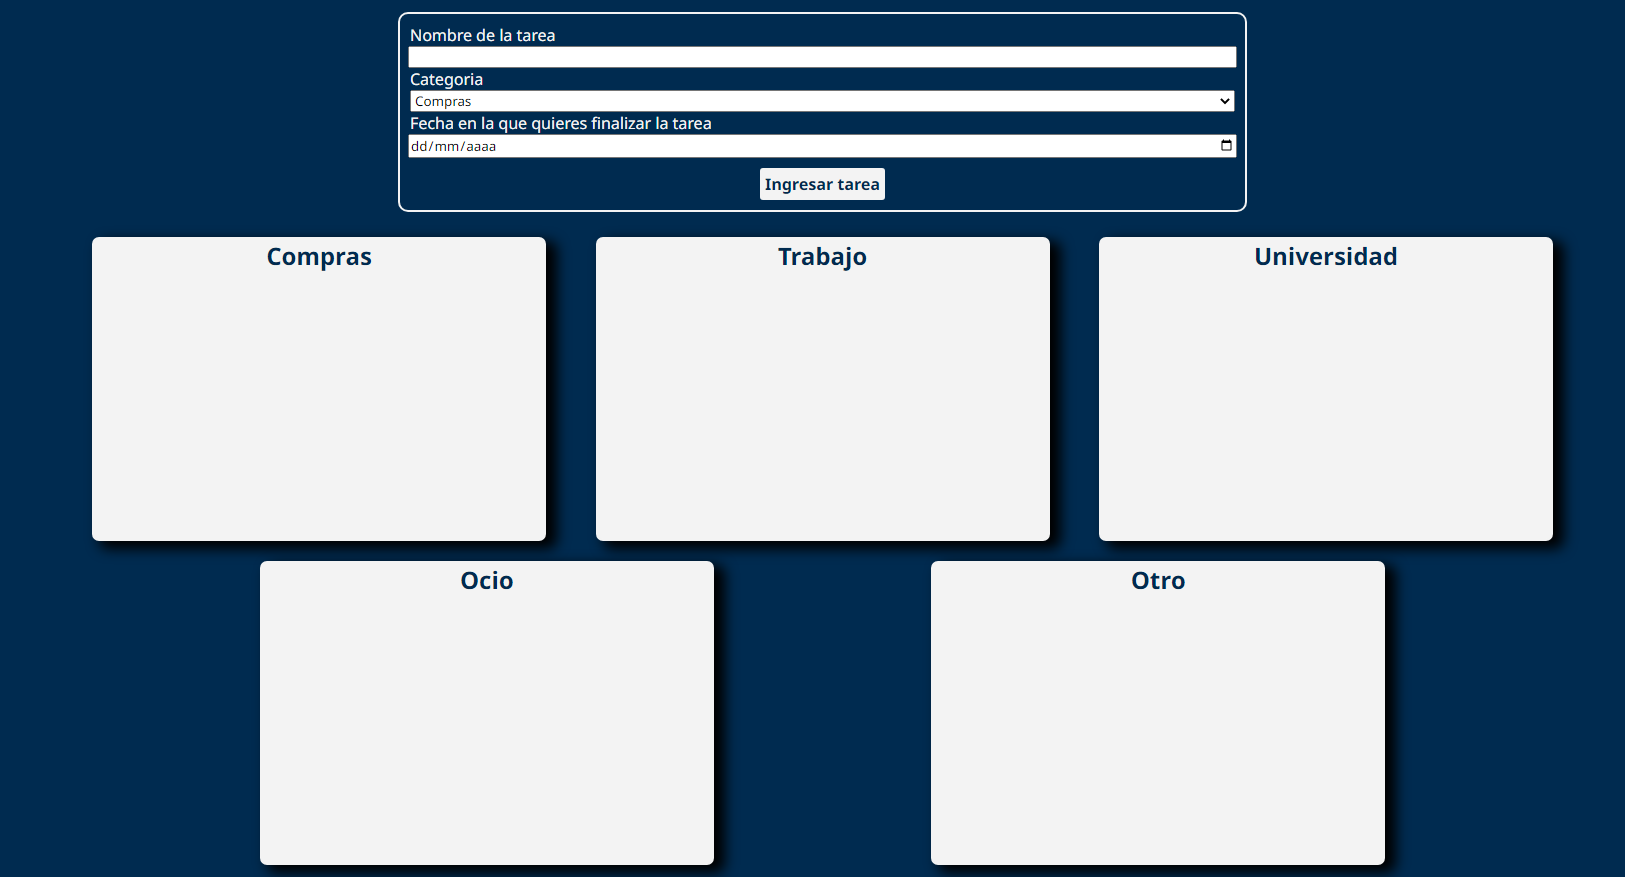 Nombre de la tarea
Categoria
Compras
Fecha en la que quieres finalizar la tarea
dd/mm/aaaa
Ingresar tarea
Compras
Trabajo
Universidad
Ocio
Otro